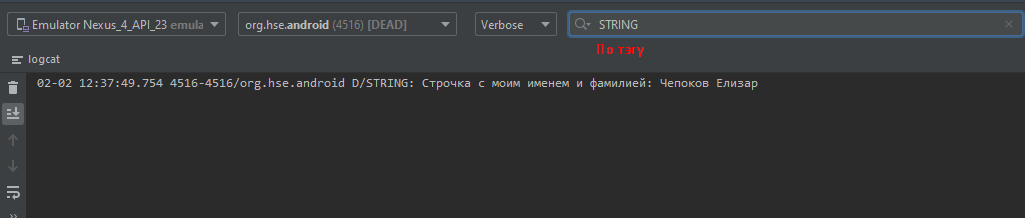 Emulator Nexus_4_API_23 emula
org.hse.android (4516) [DEAD]
Verbose
STRING
По тэгу
logcat
02-02 12:37:49.754 4516-4516/org.hse.android D/STRING: Строчка с моим именем и фамилией: Чепоков Елизар